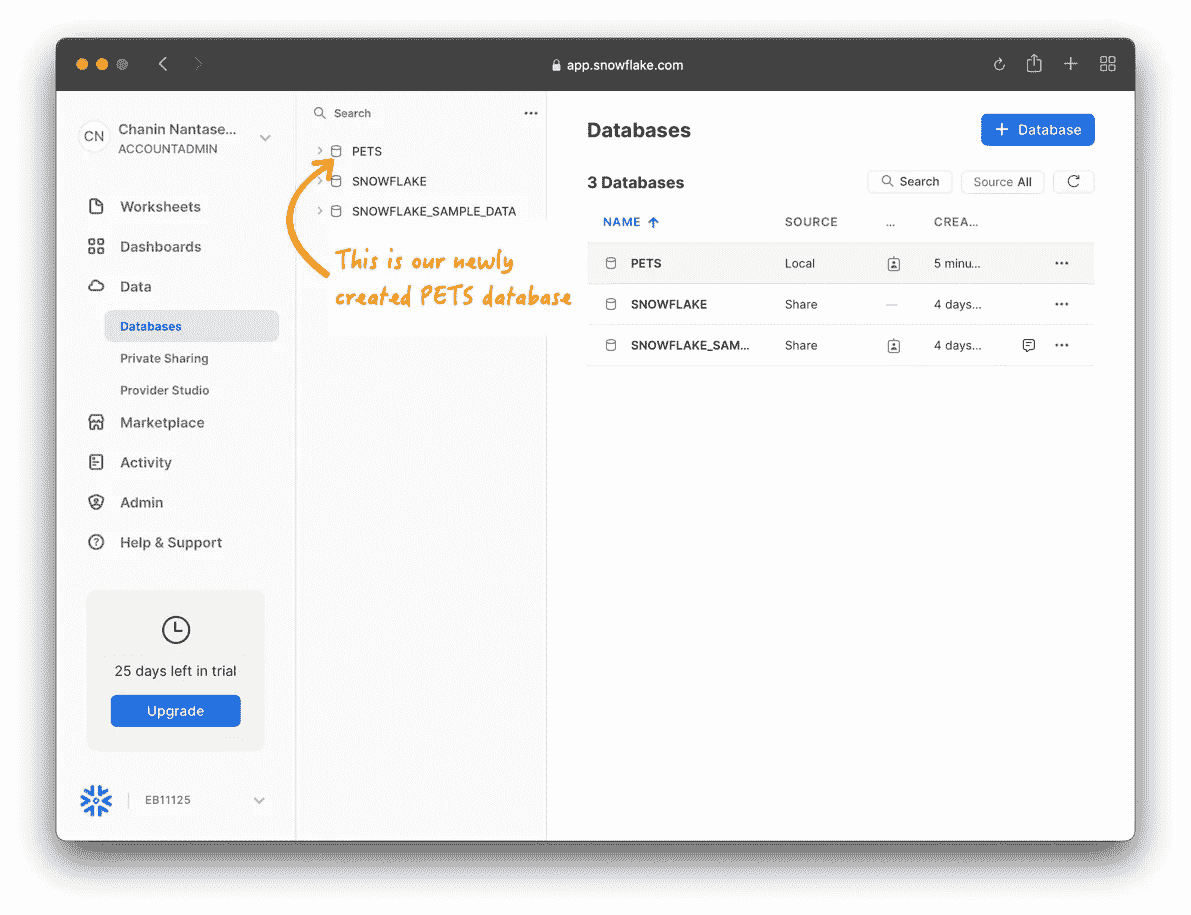 app.snowflake.com
CN
Chanin Nantase...
ACCOUNTADMIN
Worksheets
Dashboards
Data
Databases
Private Sharing
Provider Studio
Marketplace
Activity
Admin
Help & Support
25 days left in trial
Upgrade
EB11125
Search
PETS
SNOWFLAKE
SNOWFLAKE_SAMPLE_DATA
This is our newly
created PETS database
Databases
+ Database
3 Databases
Search
Source All
NAME SOURCE ... CREA...
PETS Local 5 minu...
SNOWFLAKE Share — 4 days...
SNOWFLAKE_SAM... Share 4 days...